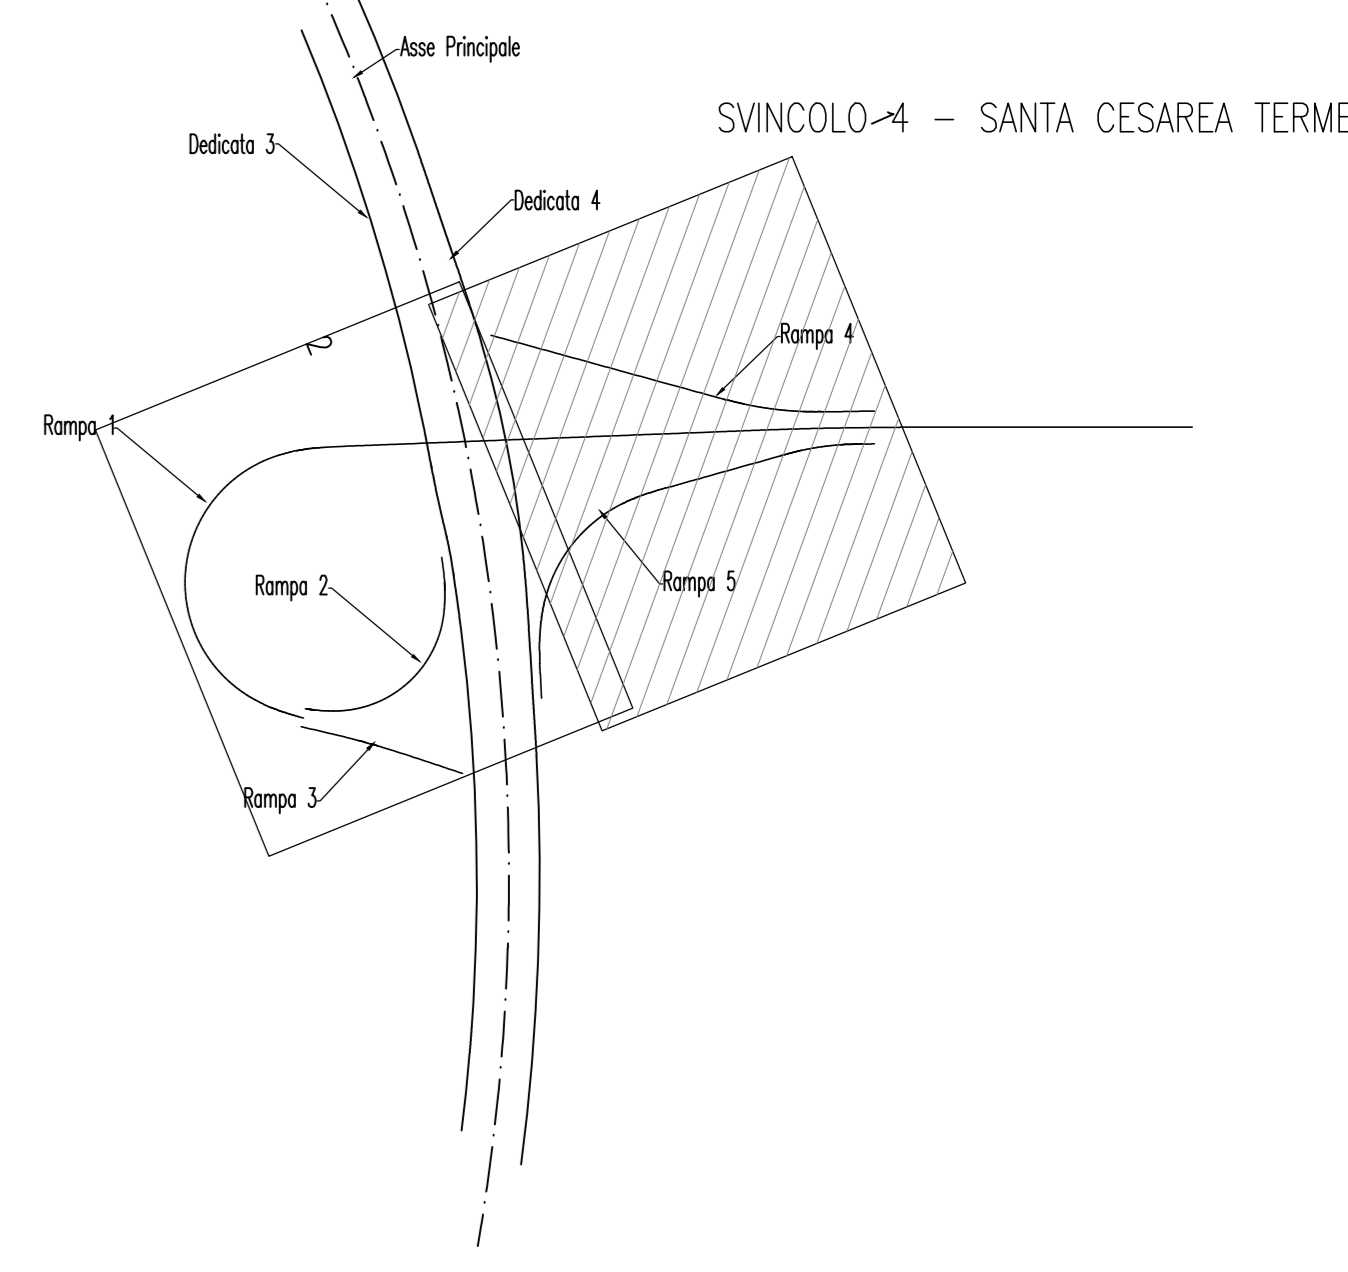 Asse Principale
SVINCOLO 4 - SANTA CESAREA TERME
Dedicata 3
Dedicata 4
Rampa 4
2
Rampa 1
Rampa 2
Rampa 5
Rampa 3